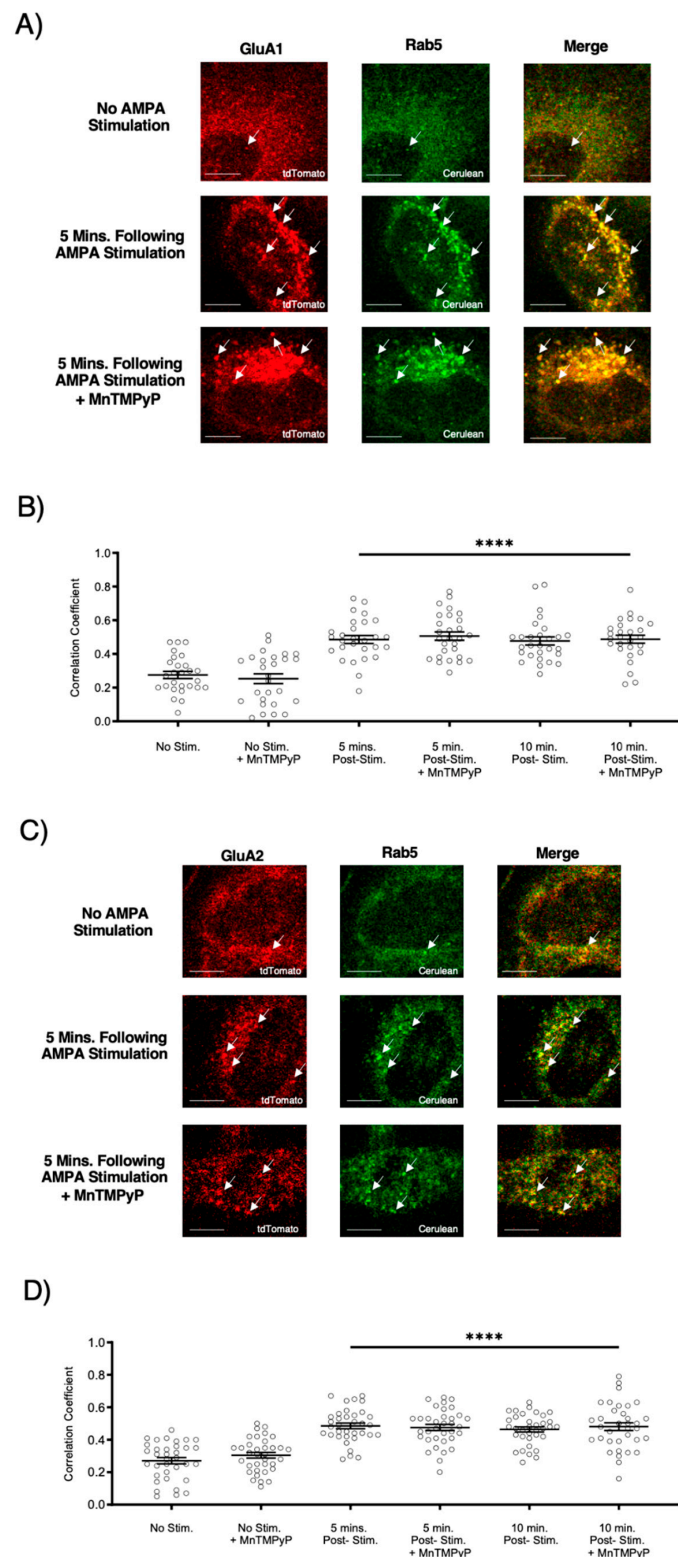 A)
GluA1 Rab5 Merge
No AMPA
Stimulation
tdTomato Cerulean
5 Mins. Following
AMPA Stimulation
tdTomato Cerulean
5 Mins. Following
AMPA Stimulation
+ MnTMPyP
tdTomato Cerulean
B)
****
Correlation Coefficient
1.0
0.8
0.6
0.4
0.2
0.0
No Stim. No Stim. 5 mins. 5 min. 10 min. 10 min.
+ MnTMPyP Post-Stim. Post-Stim. Post- Stim. Post-Stim.
+ MnTMPyP + MnTMPyP
C)
GluA2 Rab5 Merge
No AMPA
Stimulation
tdTomato Cerulean
5 Mins. Following
AMPA Stimulation
tdTomato Cerulean
5 Mins. Following
AMPA Stimulation
+ MnTMPyP
tdTomato Cerulean
D)
****
Correlation Coefficient
1.0
0.8
0.6
0.4
0.2
0.0
No Stim. No Stim. 5 mins. 5 min. 10 min. 10 min.
+ MnTMPyP Post- Stim. Post- Stim. Post- Stim. Post- Stim.
+ MnTMPyP + MnTMPyP